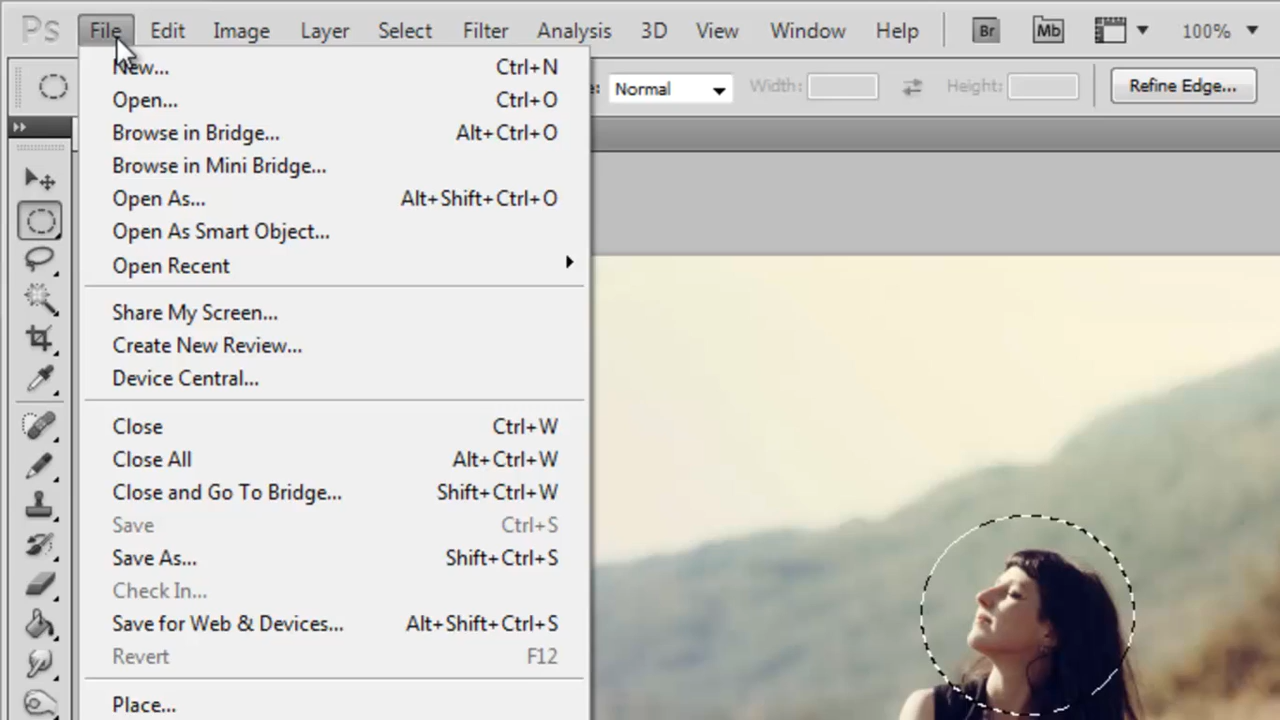 Ps File Edit Image Layer Select Filter Analysis 3D View Window Help Br Mb 100%
: Normal Width: Height: Refine Edge...
New... Ctrl+N
Open... Ctrl+O
Browse in Bridge... Alt+Ctrl+O
Browse in Mini Bridge...
Open As... Alt+Shift+Ctrl+O
Open As Smart Object...
Open Recent
Share My Screen...
Create New Review...
Device Central...
Close Ctrl+W
Close All Alt+Ctrl+W
Close and Go To Bridge... Shift+Ctrl+W
Save Ctrl+S
Save As... Shift+Ctrl+S
Check In...
Save for Web & Devices... Alt+Shift+Ctrl+S
Revert F12
Place...